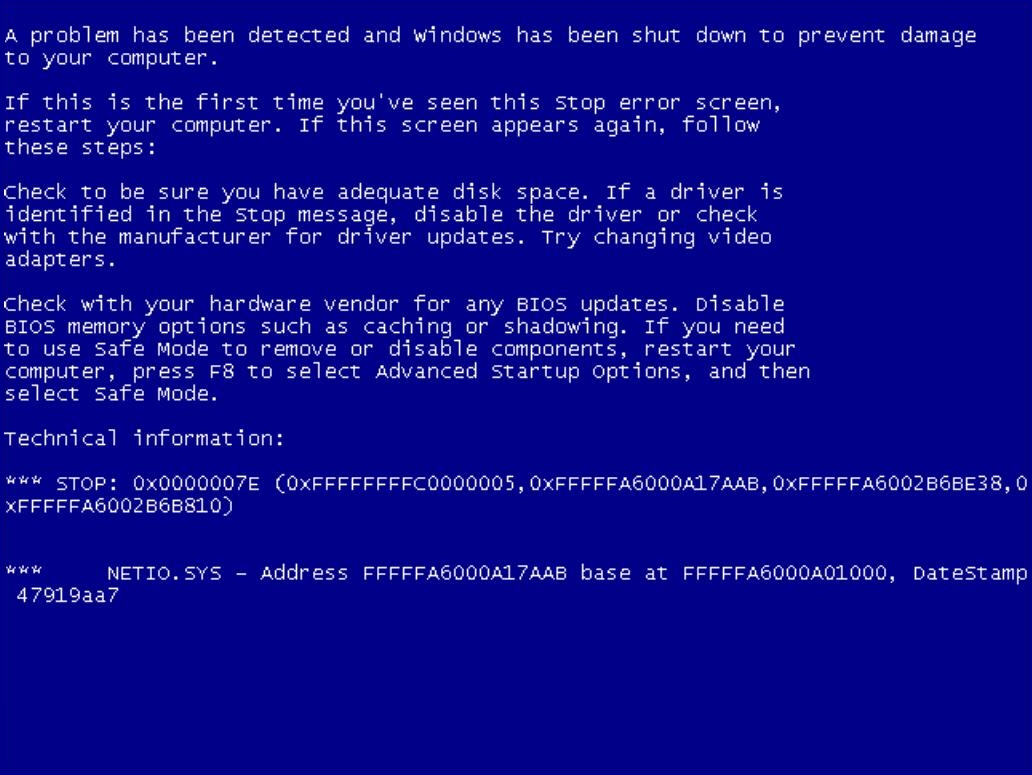 A problem has been detected and Windows has been shut down to prevent damage
to your computer.
If this is the first time you've seen this Stop error screen,
restart your computer. If this screen appears again, follow
these steps:
Check to be sure you have adequate disk space. If a driver is
identified in the Stop message, disable the driver or check
with the manufacturer for driver updates. Try changing video
adapters.
Check with your hardware vendor for any BIOS updates. Disable
BIOS memory options such as caching or shadowing. If you need
to use Safe Mode to remove or disable components, restart your
computer, press F8 to select Advanced Startup Options, and then
select Safe Mode.
Technical information:
*** STOP: 0x0000007E (0xFFFFFFFFC0000005,0xFFFFFA6000A17AAB,0xFFFFFA6002B6BE38,0
xFFFFFA6002B6B810)
*** NETIO.SYS - Address FFFFFA6000A17AAB base at FFFFFA6000A01000, DateStamp
47919aa7